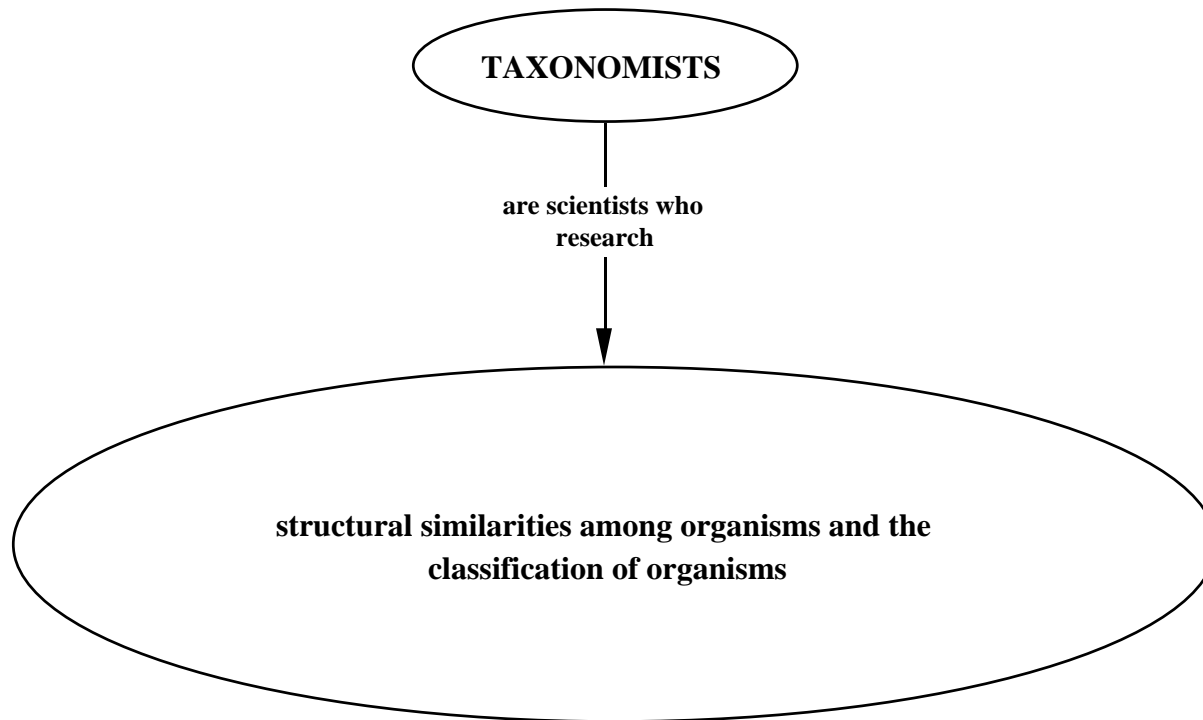 TAXONOMISTS
are scientists who
research
structural similarities among organisms and the
classification of organisms